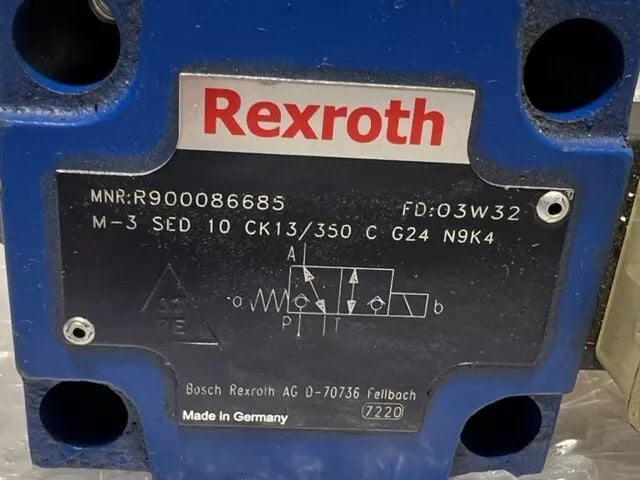 Rexroth
MNR:R900086685 FD:03W32
M-3 SED 10 CK13/350 C G24 N9K4
A
a b
P T
Bosch Rexroth AG D-70736 Fellbach
Made in Germany 7220